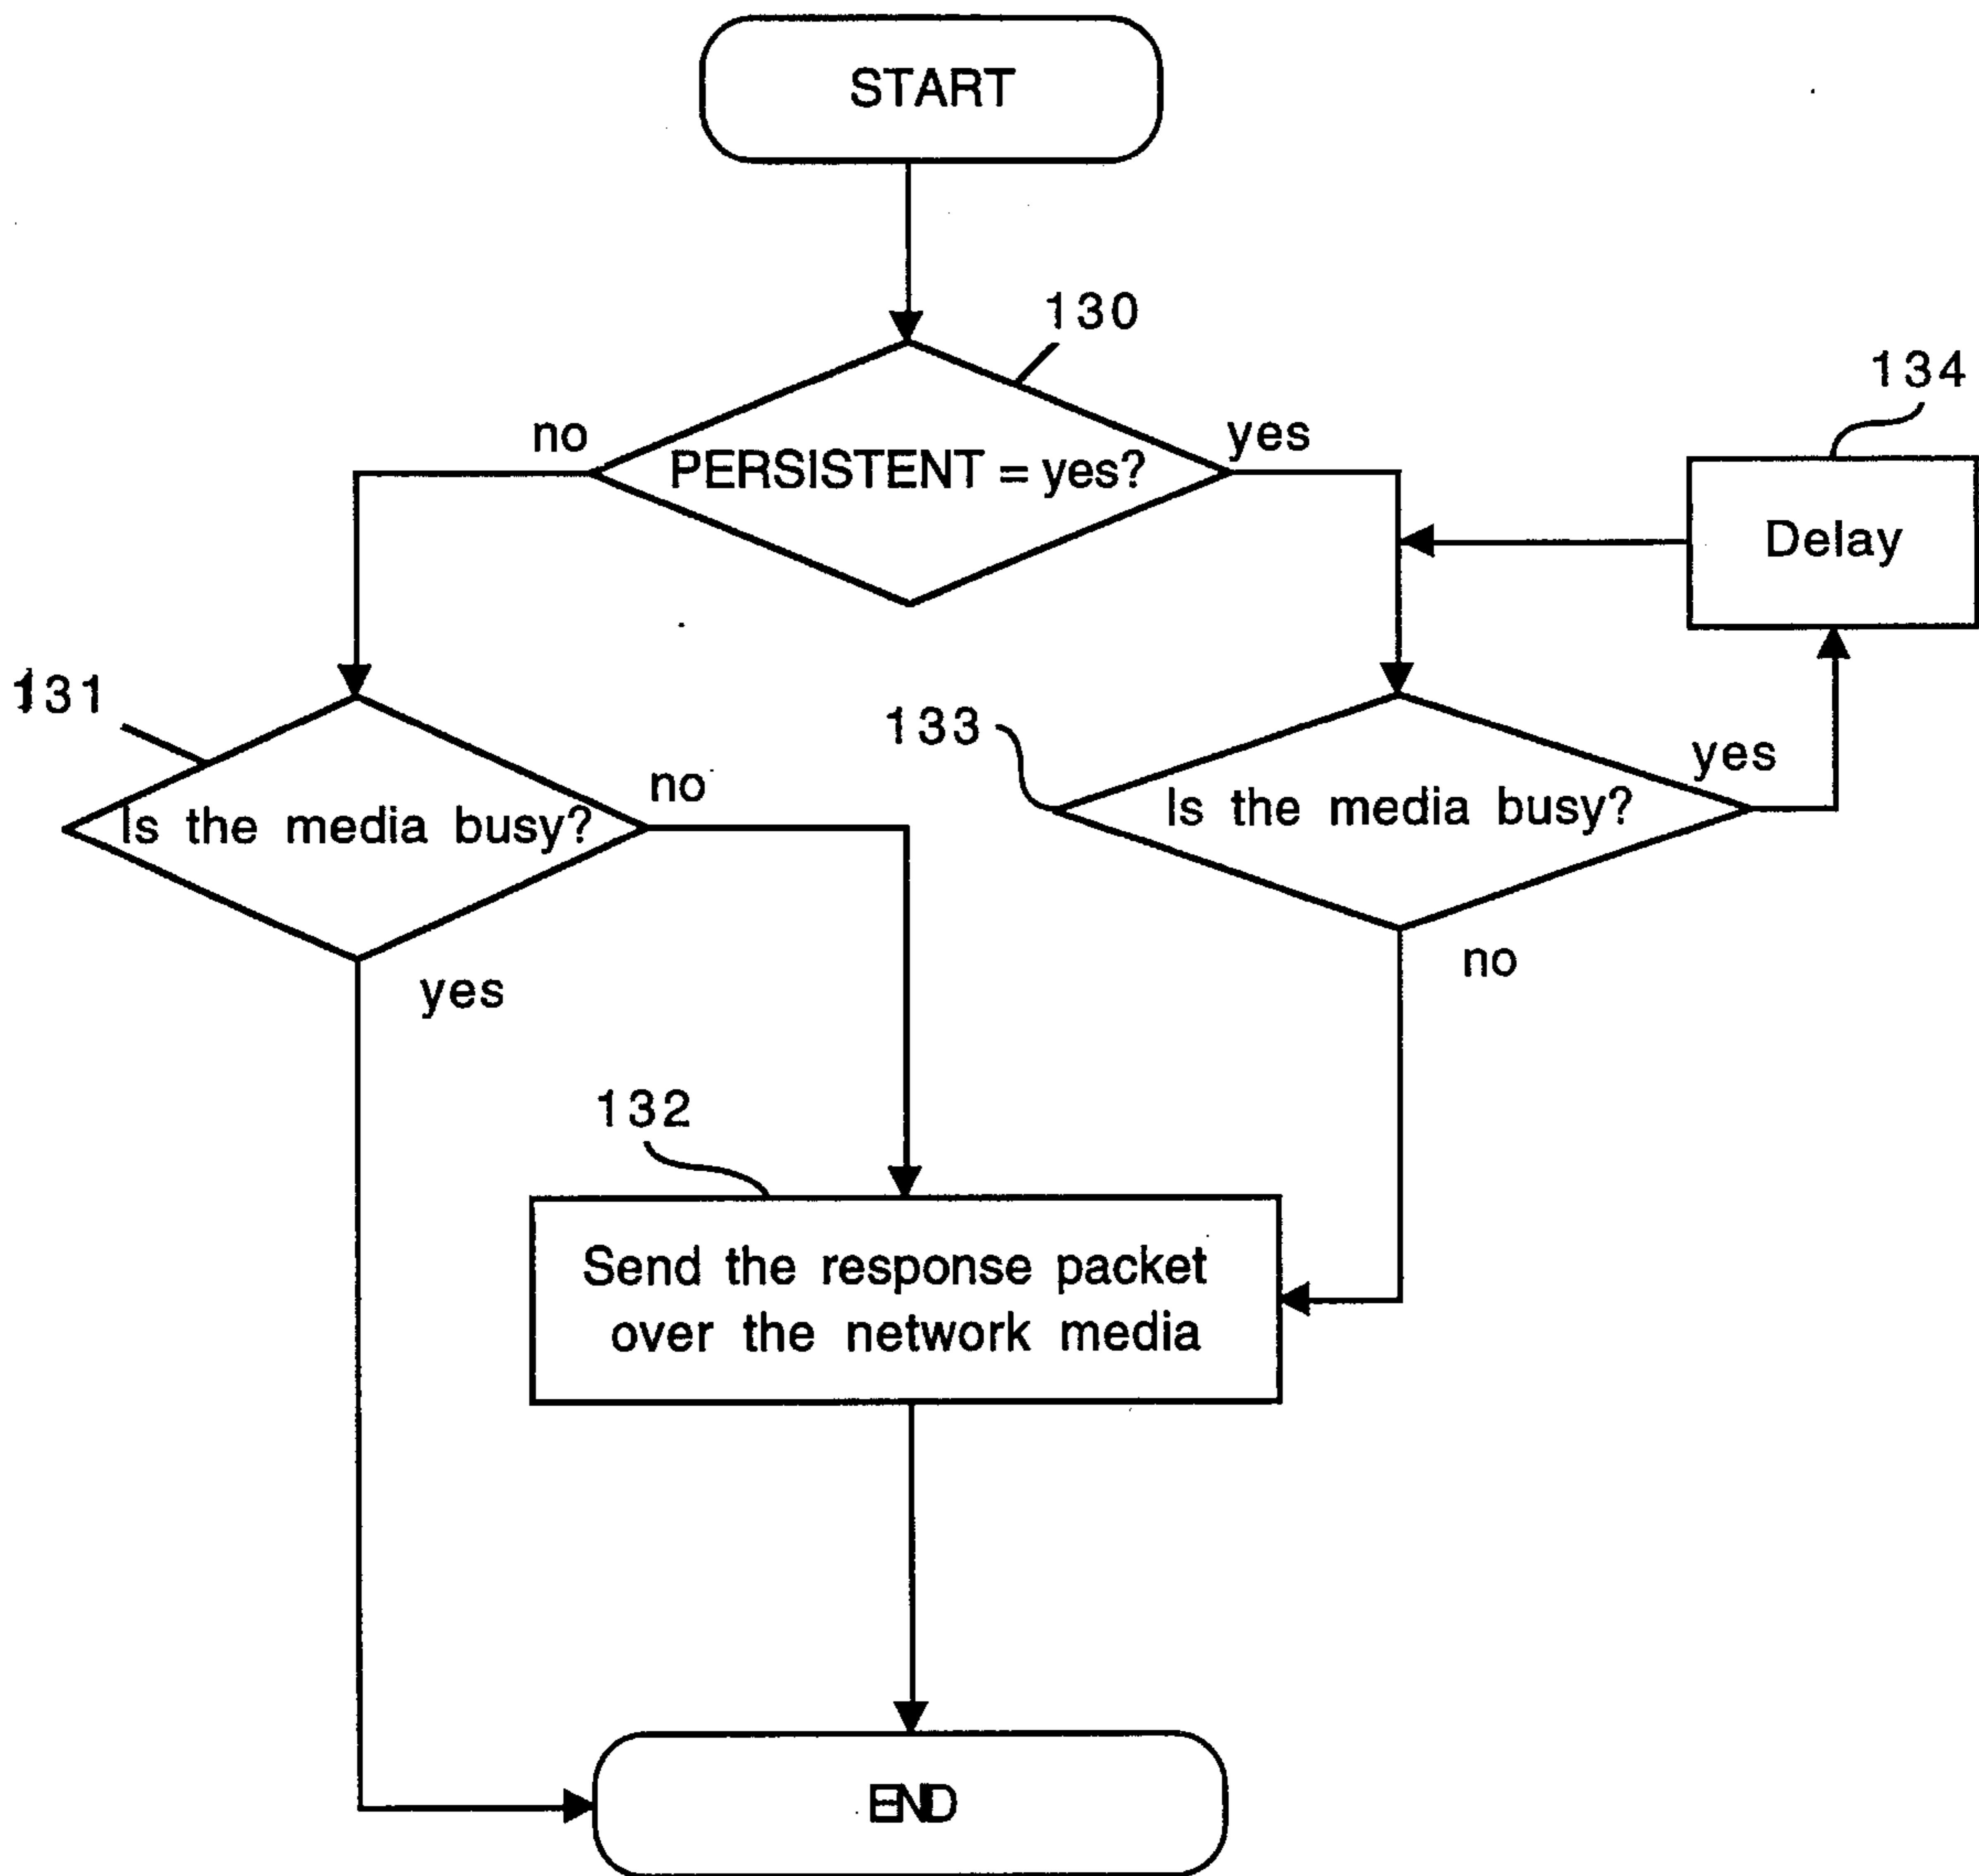 START
130
134
no
yes
PERSISTENT = yes?
Delay
131
133
yes
no
Is the media busy?
Is the media busy?
no
yes
132
Send the response packet
over the network media
END